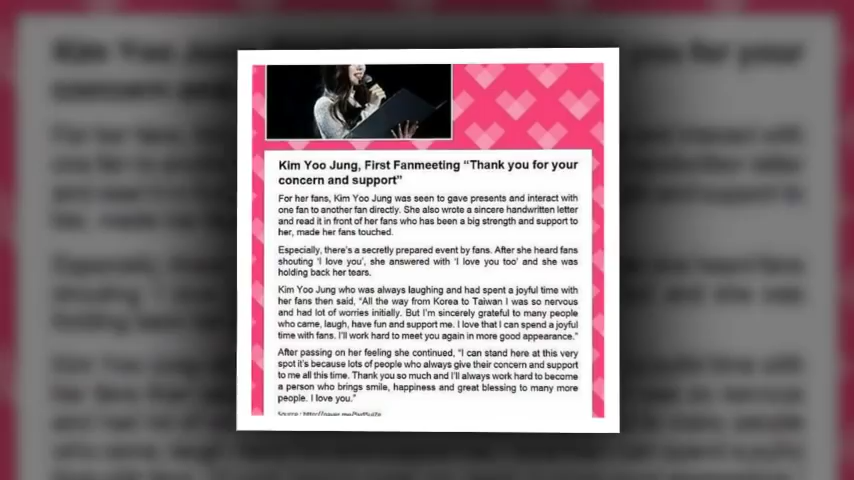 Kim Yoo Jung, First Fanmeeting “Thank you for your
concern and support”
For her fans, Kim Yoo Jung was seen to gave presents and interact with
one fan to another fan directly. She also wrote a sincere handwritten letter
and read it in front of her fans who has been a big strength and support to
her, made her fans touched.
Especially, there's a secretly prepared event by fans. After she heard fans
shouting ‘I love you’, she answered with ‘I love you too’ and she was
holding back her tears.
Kim Yoo Jung who was always laughing and had spent a joyful time with
her fans then said, “All the way from Korea to Taiwan I was so nervous
and had lot of worries initially. But I'm sincerely grateful to many people
who came, laugh, have fun and support me. I love that I can spend a joyful
time with fans. I'll work hard to meet you again in more good appearance.”
After passing on her feeling she continued, “I can stand here at this very
spot it's because lots of people who always give their concern and support
to me all this time. Thank you so much and I'll always work hard to become
a person who brings smile, happiness and great blessing to many more
people. I love you.”
Source :